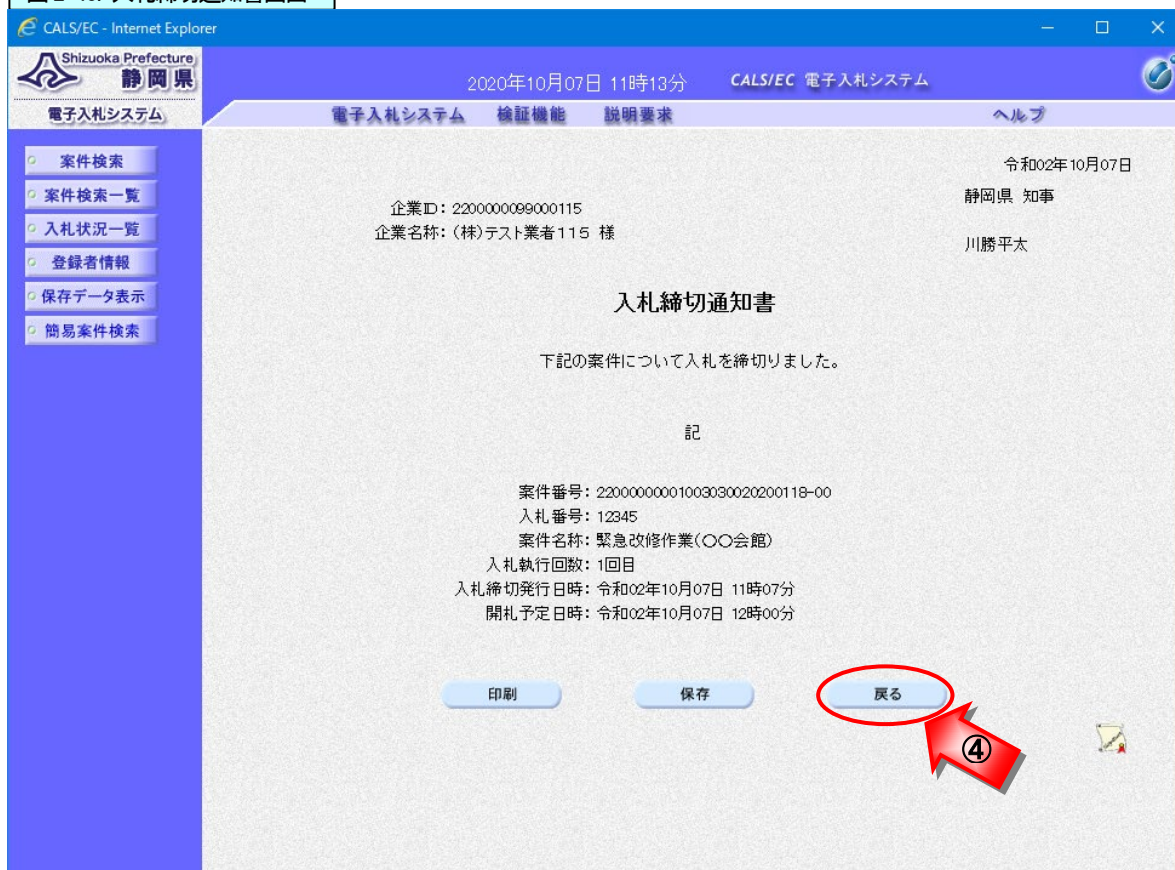 CALS/EC - Internet Explorer
Shizuoka Prefecture
静岡県
2020年10月07日 11時13分
CALS/EC 電子入札システム
電子入札システム
電子入札システム 検証機能 説明要求 ヘルプ
案件検索
案件検索一覧
入札状況一覧
登録者情報
保存データ表示
簡易案件検索
令和02年10月07日
静岡県 知事
企業ID：2200000099000115
企業名称：(株)テスト業者115 様
川勝平太
入札締切通知書
下記の案件について入札を締切りました。
記
案件番号：2200000000100303002020​0118-00
入札番号：12345
案件名称：緊急改修作業(〇〇会館)
入札執行回数：1回目
入札締切発行日時：令和02年10月07日 11時07分
開札予定日時：令和02年10月07日 12時00分
印刷
保存
戻る
④